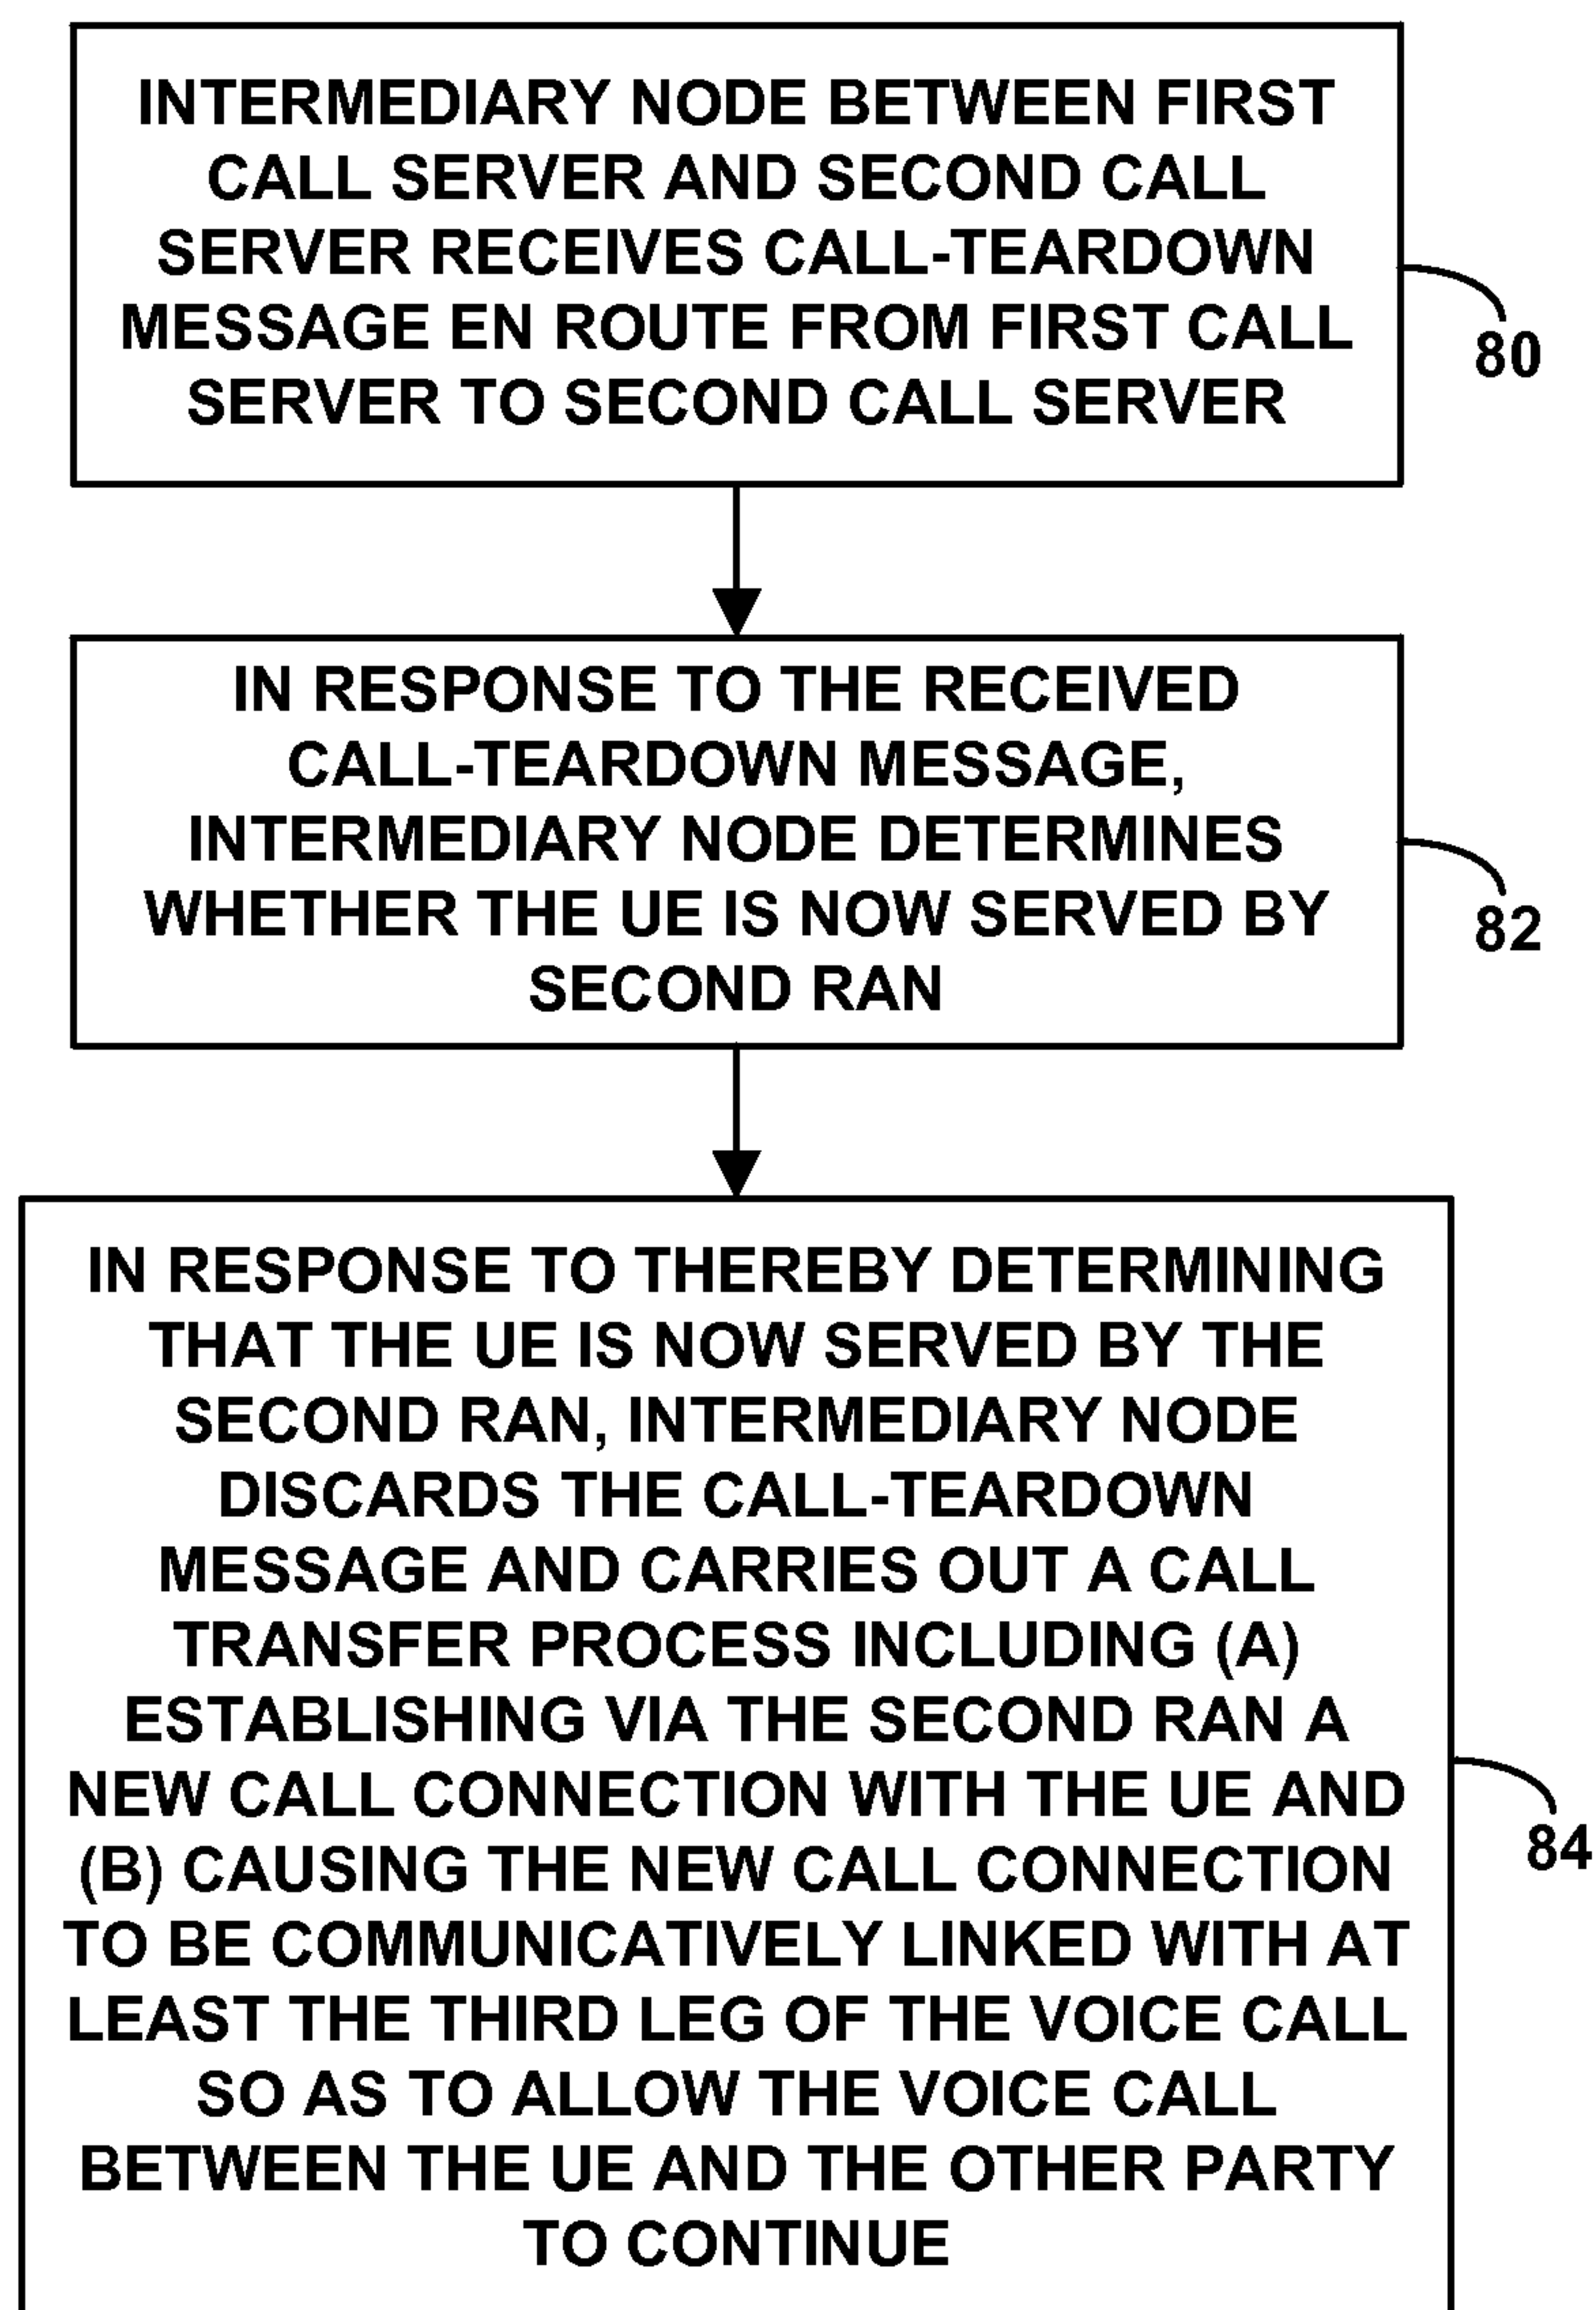 INTERMEDIARY NODE BETWEEN FIRST
CALL SERVER AND SECOND CALL
SERVER RECEIVES CALL-TEARDOWN
MESSAGE EN ROUTE FROM FIRST CALL
SERVER TO SECOND CALL SERVER
80
IN RESPONSE TO THE RECEIVED
CALL-TEARDOWN MESSAGE,
INTERMEDIARY NODE DETERMINES
WHETHER THE UE IS NOW SERVED BY
SECOND RAN
82
IN RESPONSE TO THEREBY DETERMINING
THAT THE UE IS NOW SERVED BY THE
SECOND RAN, INTERMEDIARY NODE
DISCARDS THE CALL-TEARDOWN
MESSAGE AND CARRIES OUT A CALL
TRANSFER PROCESS INCLUDING (A)
ESTABLISHING VIA THE SECOND RAN A
NEW CALL CONNECTION WITH THE UE AND
(B) CAUSING THE NEW CALL CONNECTION
TO BE COMMUNICATIVELY LINKED WITH AT
LEAST THE THIRD LEG OF THE VOICE CALL
SO AS TO ALLOW THE VOICE CALL
BETWEEN THE UE AND THE OTHER PARTY
TO CONTINUE
84